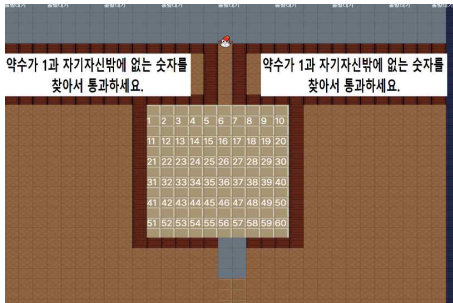 약수가 1과 자기자신밖에 없는 숫자를
찾아서 통과하세요.
약수가 1과 자기자신밖에 없는 숫자를
찾아서 통과하세요.
1 2 3 4 5 6 7 8 9 10
11 12 13 14 15 16 17 18 19 20
21 22 23 24 25 26 27 28 29 30
31 32 33 34 35 36 37 38 39 40
41 42 43 44 45 46 47 48 49 50
51 52 53 54 55 56 57 58 59 60